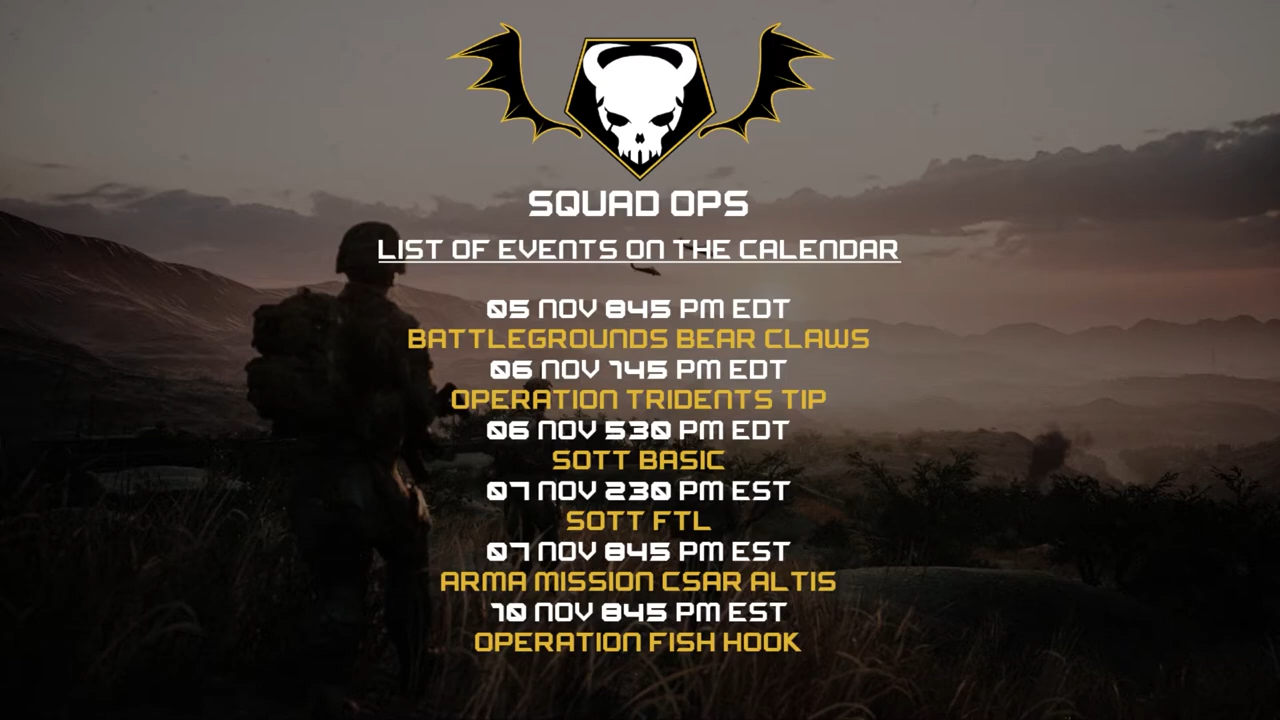 SQUAD OPS
LIST OF EVENTS ON THE CALENDAR
05 NOV 845 PM EDT
BATTLEGROUNDS BEAR CLAWS
06 NOV 145 PM EDT
OPERATION TRIDENTS TIP
06 NOV 530 PM EDT
SOTT BASIC
07 NOV 230 PM EST
SOTT FTL
07 NOV 845 PM EST
ARMA MISSION CSAR ALTIS
10 NOV 845 PM EST
OPERATION FISH HOOK